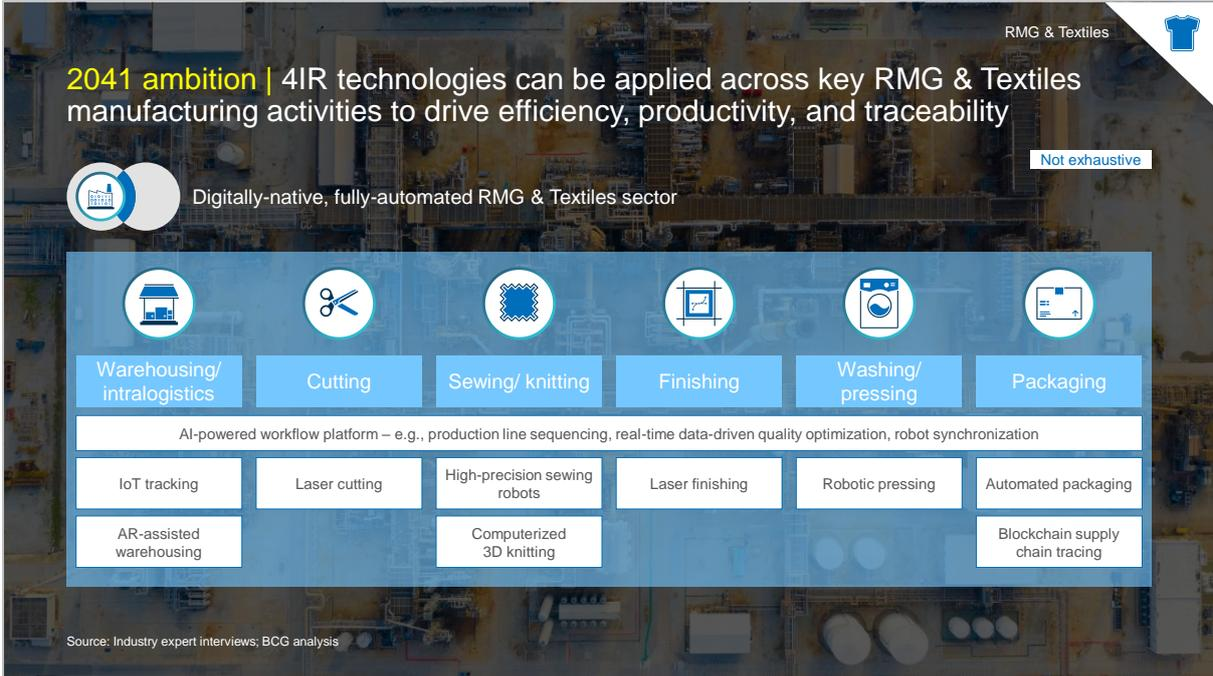 RMG & Textiles
2041 ambition | 4IR technologies can be applied across key RMG & Textiles
manufacturing activities to drive efficiency, productivity, and traceability
Not exhaustive
Digitally-native, fully-automated RMG & Textiles sector
Warehousing/
intralogistics
Cutting
Sewing/ knitting
Finishing
Washing/
pressing
Packaging
AI-powered workflow platform – e.g., production line sequencing, real-time data-driven quality optimization, robot synchronization
IoT tracking
Laser cutting
High-precision sewing
robots
Laser finishing
Robotic pressing
Automated packaging
AR-assisted
warehousing
Computerized
3D knitting
Blockchain supply
chain tracing
Source: Industry expert interviews; BCG analysis